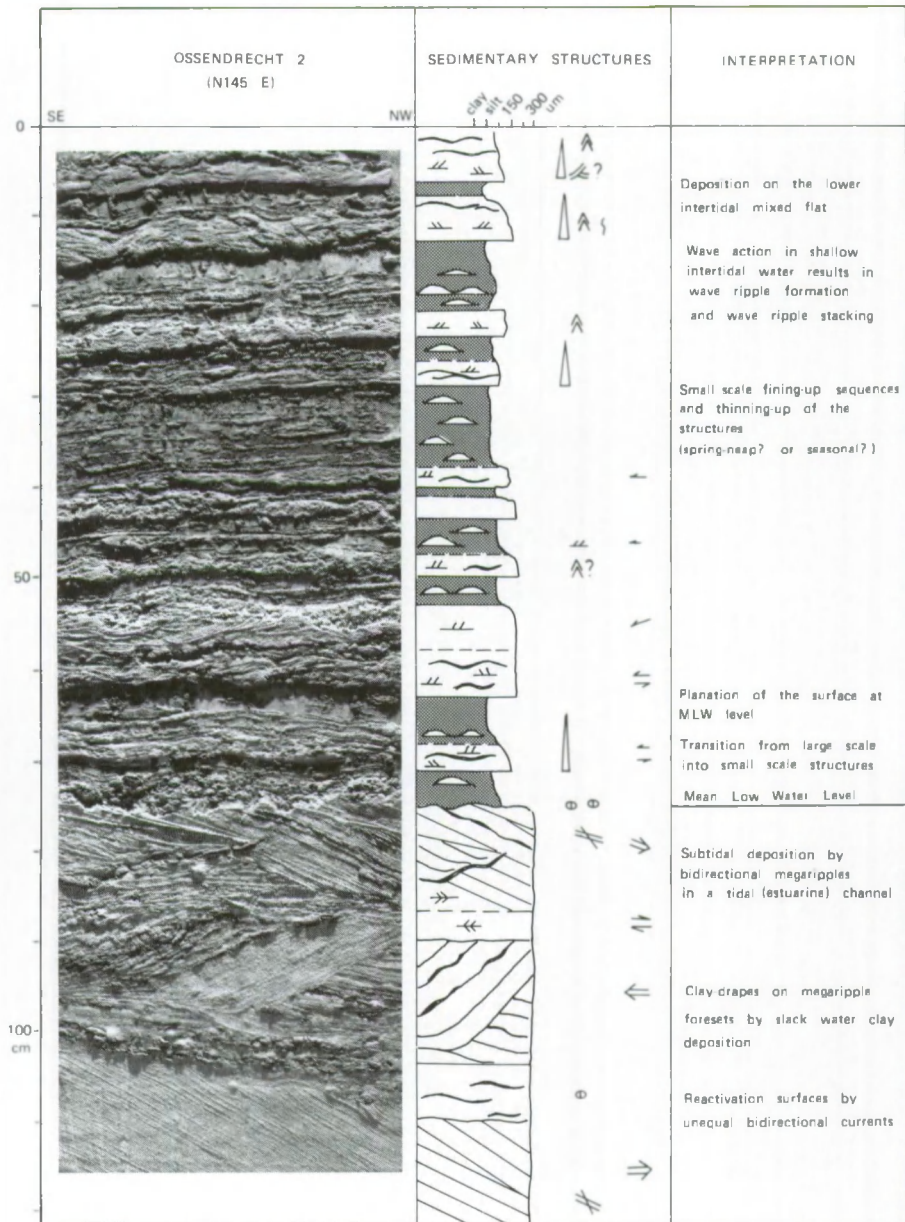 OSSENDRECHT 2
(N145 E)
SE
NW
SEDIMENTARY STRUCTURES
clay
silt
150
300
um
INTERPRETATION
0
?
Deposition on the lower
intertidal mixed flat
Wave action in shallow
intertidal water results in
wave ripple formation
and wave ripple stacking
Small scale fining-up sequences
and thinning-up of the
structures
(spring-neap? or seasonal?)
50
?
Planation of the surface at
MLW level
Transition from large scale
into small scale structures
Mean Low Water Level
Subtidal deposition by
bidirectional megaripples
in a tidal (estuarine) channel
Clay-drapes on megaripple
foresets by slack water clay
deposition
100
cm
Reactivation surfaces by
unequal bidirectional currents